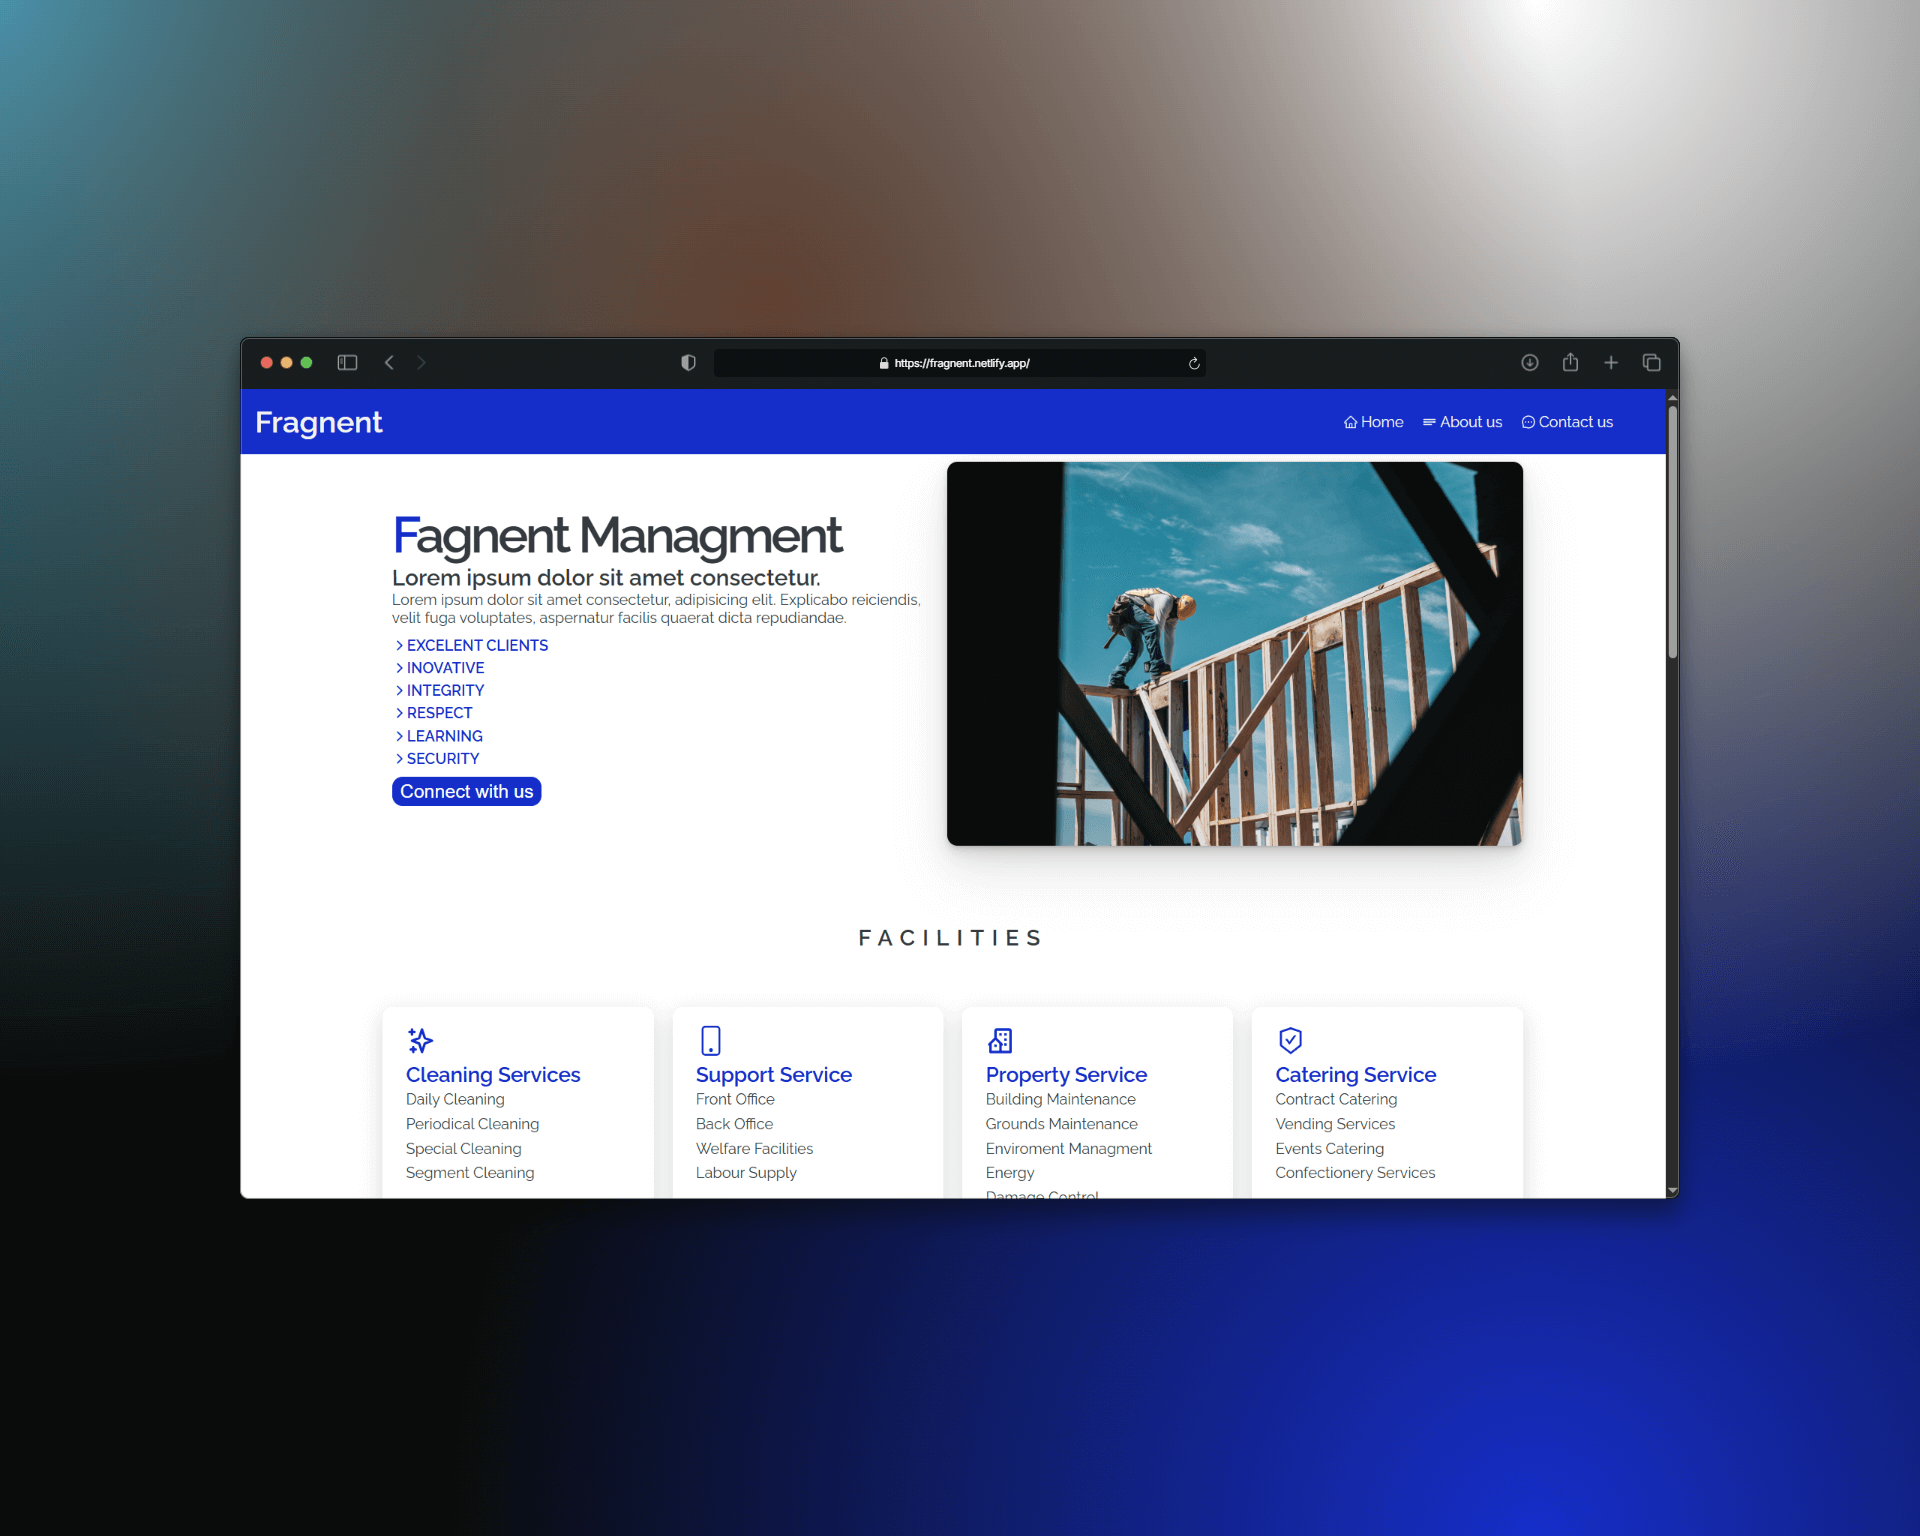 https://fragnent.netlify.app/
Fragnent
Home
About us
Contact us
Fagnent Managment
Lorem ipsum dolor sit amet consectetur.
Lorem ipsum dolor sit amet consectetur, adipisicing elit. Explicabo reiciendis,
velit fuga voluptates, aspernatur facilis quaerat dicta repudiandae.
EXCELENT CLIENTS
INOVATIVE
INTEGRITY
RESPECT
LEARNING
SECURITY
Connect with us
FACILITIES
Cleaning Services
Daily Cleaning
Periodical Cleaning
Special Cleaning
Segment Cleaning
Support Service
Front Office
Back Office
Welfare Facilities
Labour Supply
Property Service
Building Maintenance
Grounds Maintenance
Enviroment Managment
Energy
Damage Control
Catering Service
Contract Catering
Vending Services
Events Catering
Confectionery Services